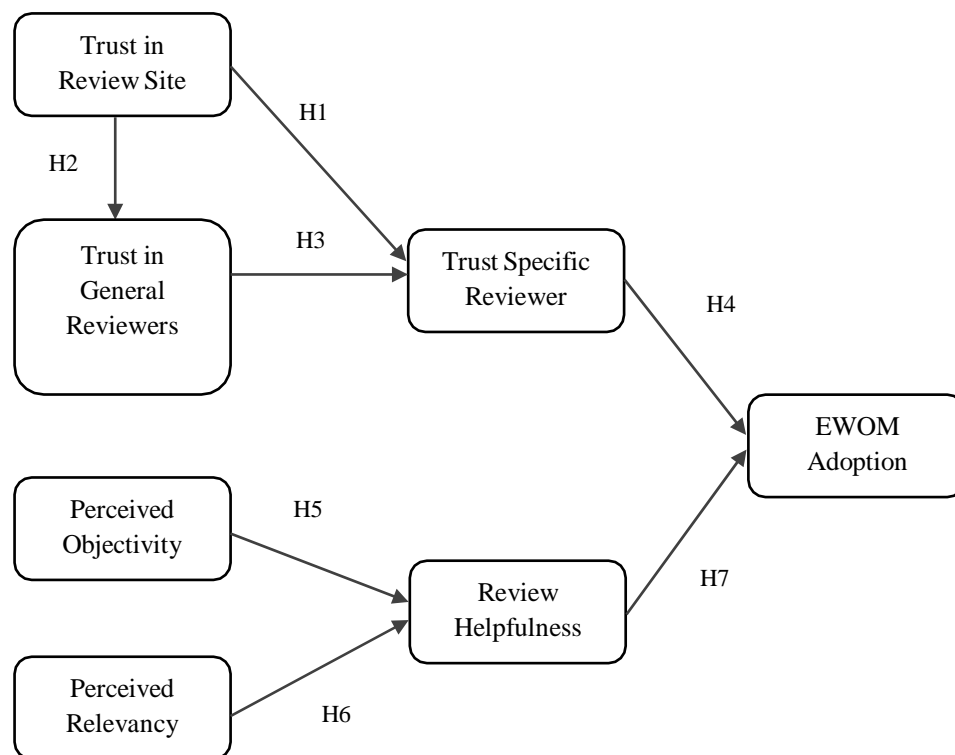 Trust in
Review Site
H1
H2
Trust in
General
Reviewers
H3
Trust Specific
Reviewer
H4
EWOM
Adoption
Perceived
Objectivity
H5
Review
Helpfulness
H7
Perceived
Relevancy
H6